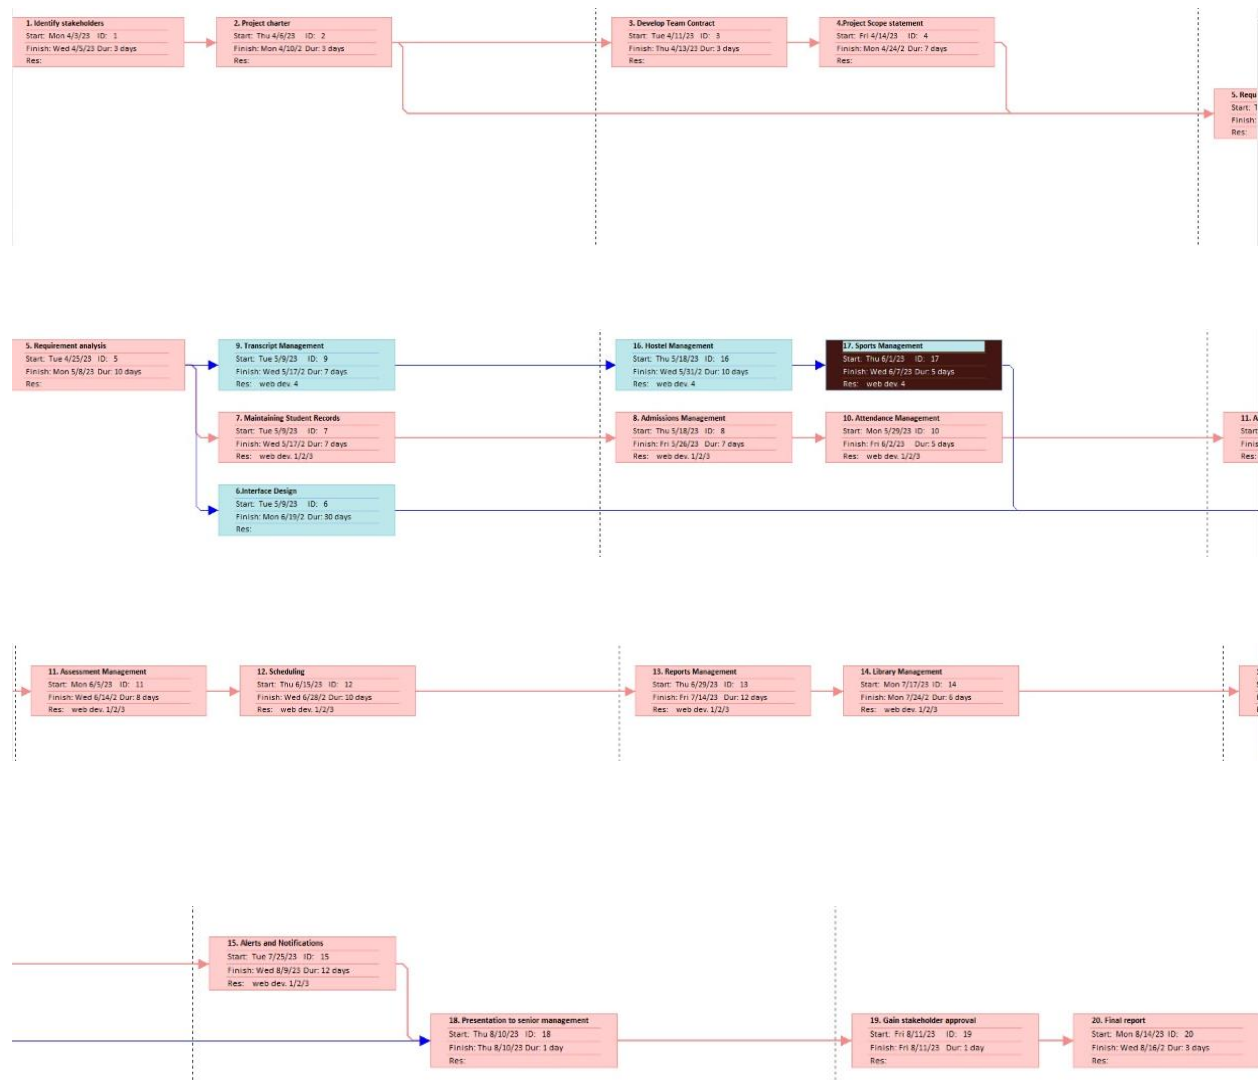 1. Identify stakeholders
Start: Mon 4/3/23 ID: 1
Finish: Wed 4/5/23 Dur: 3 days
Res:
2. Project charter
Start: Thu 4/6/23 ID: 2
Finish: Mon 4/10/2 Dur: 3 days
Res:
3. Develop Team Contract
Start: Tue 4/11/23 ID: 3
Finish: Thu 4/13/23 Dur: 3 days
Res:
4.Project Scope statement
Start: Fri 4/14/23 ID: 4
Finish: Mon 4/24/2 Dur: 7 days
Res:
5. Requ
Start: T
Finish:
Res:
5. Requirement analysis
Start: Tue 4/25/23 ID: 5
Finish: Mon 5/8/23 Dur: 10 days
Res:
9. Transcript Management
Start: Tue 5/9/23 ID: 9
Finish: Wed 5/17/2 Dur: 7 days
Res: web dev. 4
16. Hostel Management
Start: Thu 5/18/23 ID: 16
Finish: Wed 5/31/2 Dur: 10 days
Res: web dev. 4
17. Sports Management
Start: Thu 6/1/23 ID: 17
Finish: Wed 6/7/23 Dur: 5 days
Res: web dev. 4
7. Maintaining Student Records
Start: Tue 5/9/23 ID: 7
Finish: Wed 5/17/2 Dur: 7 days
Res: web dev. 1/2/3
8. Admissions Management
Start: Thu 5/18/23 ID: 8
Finish: Fri 5/26/23 Dur: 7 days
Res: web dev. 1/2/3
10. Attendance Management
Start: Mon 5/29/23 ID: 10
Finish: Fri 6/2/23 Dur: 5 days
Res: web dev. 1/2/3
11. A
Start
Finis
Res:
6.Interface Design
Start: Tue 5/9/23 ID: 6
Finish: Mon 6/19/2 Dur: 30 days
Res:
11. Assessment Management
Start: Mon 6/5/23 ID: 11
Finish: Wed 6/14/2 Dur: 8 days
Res: web dev. 1/2/3
12. Scheduling
Start: Thu 6/15/23 ID: 12
Finish: Wed 6/28/2 Dur: 10 days
Res: web dev. 1/2/3
13. Reports Management
Start: Thu 6/29/23 ID: 13
Finish: Fri 7/14/23 Dur: 12 days
Res: web dev. 1/2/3
14. Library Management
Start: Mon 7/17/23 ID: 14
Finish: Mon 7/24/2 Dur: 6 days
Res: web dev. 1/2/3
15. Alerts and Notifications
Start: Tue 7/25/23 ID: 15
Finish: Wed 8/9/23 Dur: 12 days
Res: web dev. 1/2/3
18. Presentation to senior management
Start: Thu 8/10/23 ID: 18
Finish: Thu 8/10/23 Dur: 1 day
Res:
19. Gain stakeholder approval
Start: Fri 8/11/23 ID: 19
Finish: Fri 8/11/23 Dur: 1 day
Res:
20. Final report
Start: Mon 8/14/23 ID: 20
Finish: Wed 8/16/2 Dur: 3 days
Res: